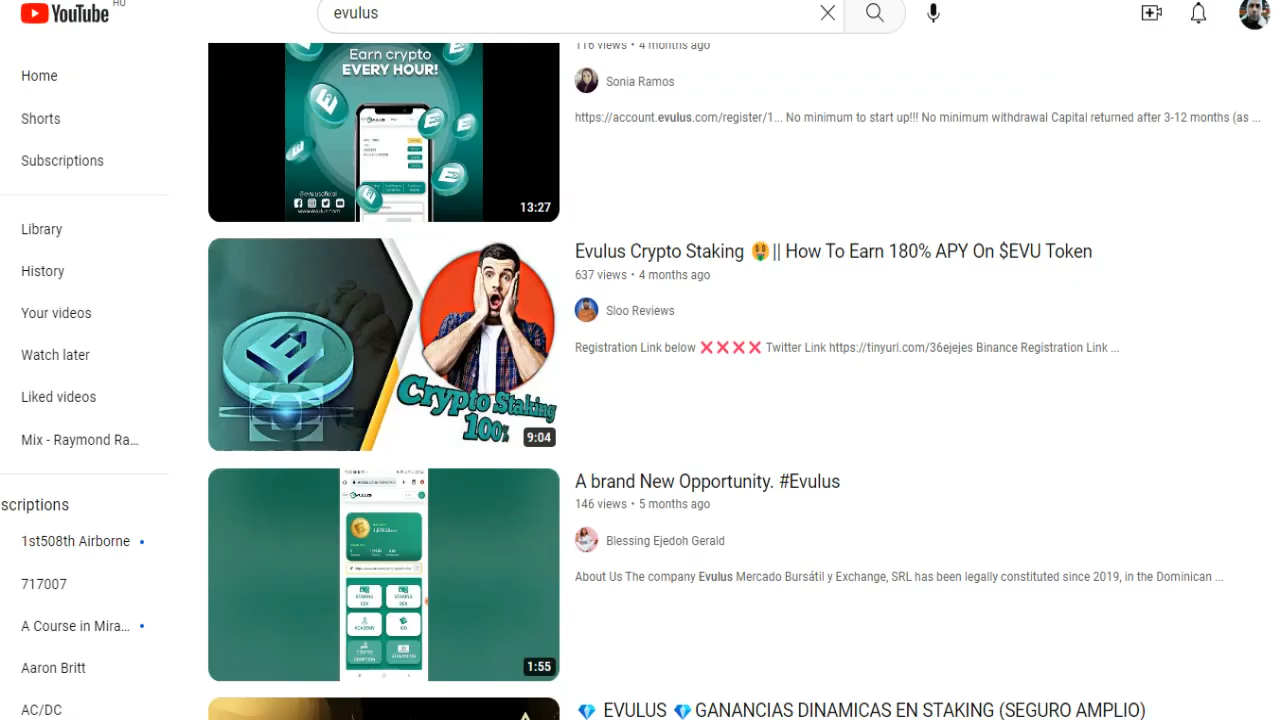 HU
YouTube
evulus
Home
Shorts
Subscriptions
Library
History
Your videos
Watch later
Liked videos
Mix - Raymond Ra...
scriptions
1st508th Airborne
717007
A Course in Mira...
Aaron Britt
AC/DC
Earn crypto
EVERY HOUR!
@evulusofficial
www.evulus.com
13:27
116 views • 4 months ago
Sonia Ramos
https://account.evulus.com/register/1... No minimum to start up!!! No minimum withdrawal Capital returned after 3-12 months (as ...
Crypto Staking
100%
9:04
Evulus Crypto Staking 🤑|| How To Earn 180% APY On $EVU Token
637 views • 4 months ago
Sloo Reviews
Registration Link below ❌❌❌❌ Twitter Link https://tinyurl.com/36ejejes Binance Registration Link ...
EVULUS
ACADEMY
1:55
A brand New Opportunity. #Evulus
146 views • 5 months ago
Blessing Ejedoh Gerald
About Us The company Evulus Mercado Bursátil y Exchange, SRL has been legally constituted since 2019, in the Dominican ...
💎 EVULUS 💎GANANCIAS DINAMICAS EN STAKING (SEGURO AMPLIO)